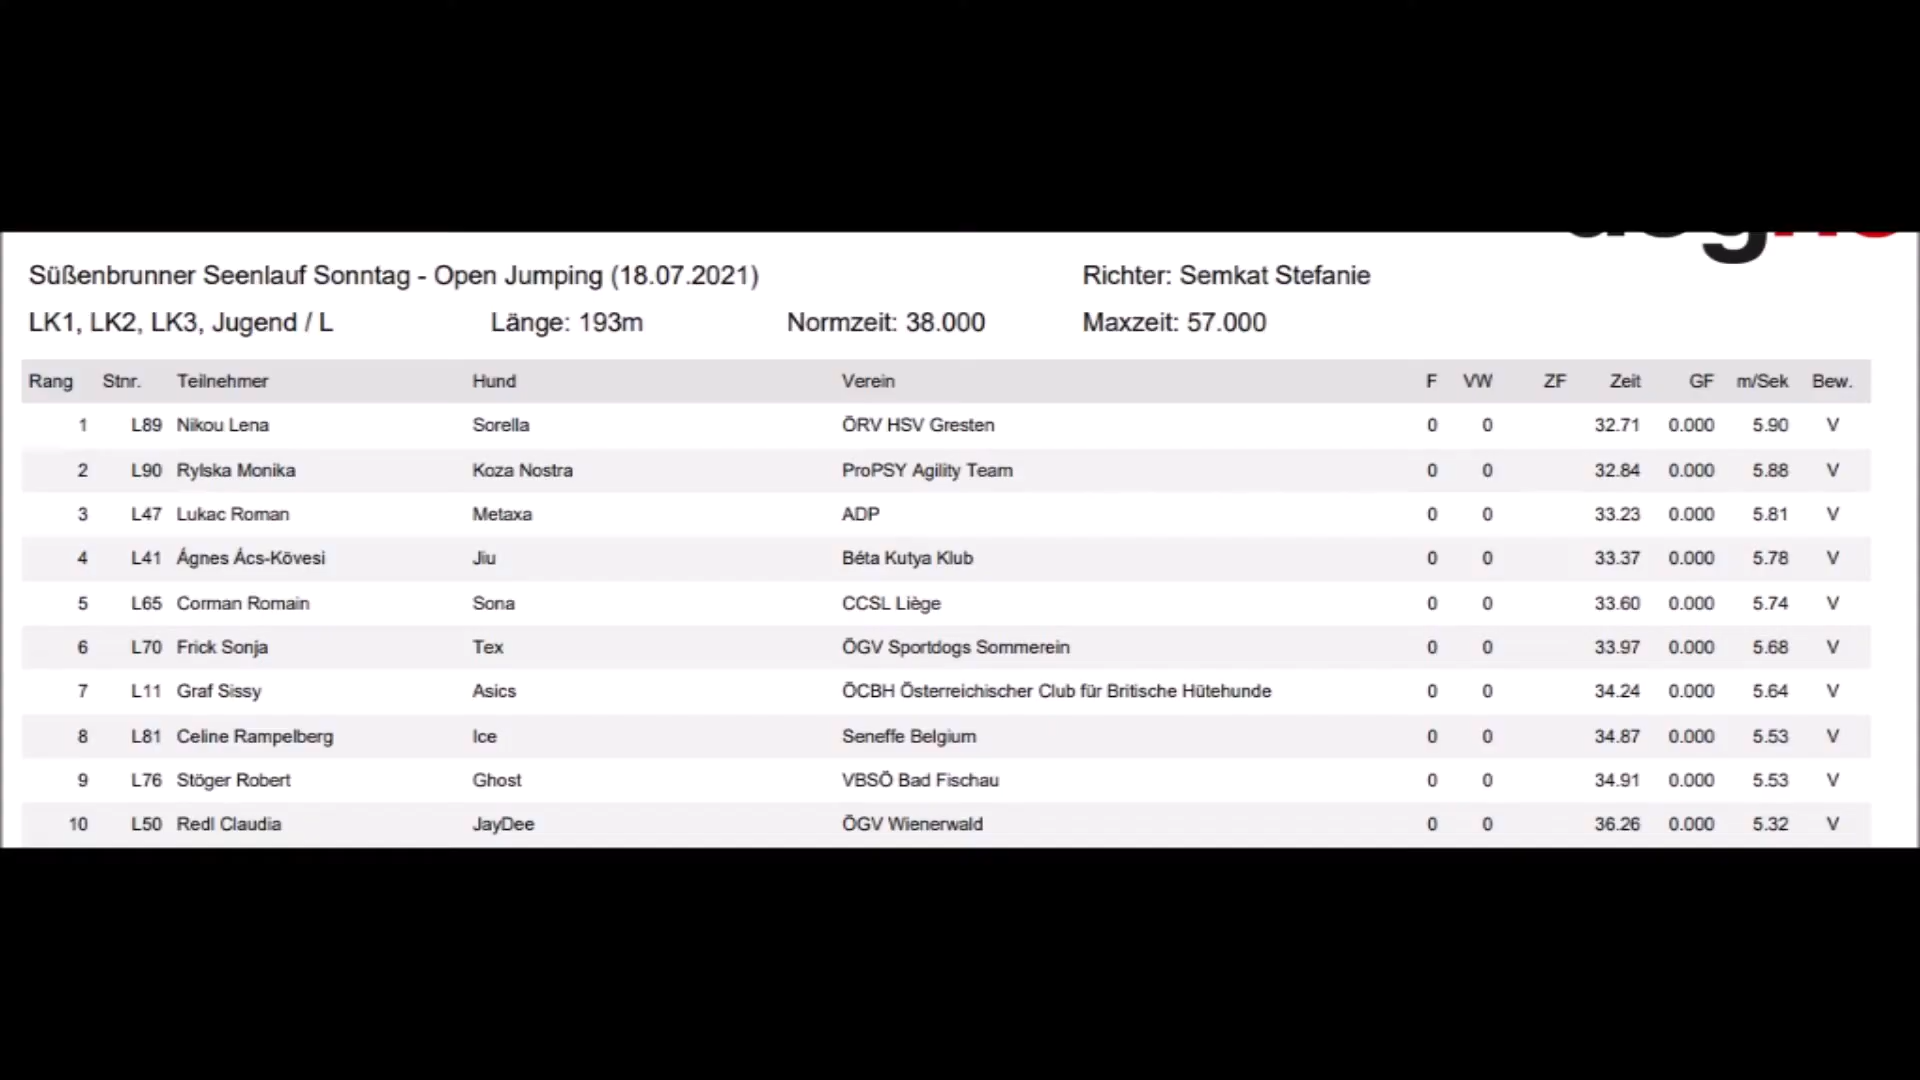 Süßenbrunner Seenlauf Sonntag - Open Jumping (18.07.2021) Richter: Semkat Stefanie
LK1, LK2, LK3, Jugend / L Länge: 193m Normzeit: 38.000 Maxzeit: 57.000
Rang Stnr. Teilnehmer Hund Verein F VW ZF Zeit GF m/Sek Bew.
1 L89 Nikou Lena Sorella ÖRV HSV Gresten 0 0 32.71 0.000 5.90 V
2 L90 Rylska Monika Koza Nostra ProPSY Agility Team 0 0 32.84 0.000 5.88 V
3 L47 Lukac Roman Metaxa ADP 0 0 33.23 0.000 5.81 V
4 L41 Ágnes Ács-Kövesi Jiu Béta Kutya Klub 0 0 33.37 0.000 5.78 V
5 L65 Corman Romain Sona CCSL Liège 0 0 33.60 0.000 5.74 V
6 L70 Frick Sonja Tex ÖGV Sportdogs Sommerein 0 0 33.97 0.000 5.68 V
7 L11 Graf Sissy Asics ÖCBH Österreichischer Club für Britische Hütehunde 0 0 34.24 0.000 5.64 V
8 L81 Celine Rampelberg Ice Seneffe Belgium 0 0 34.87 0.000 5.53 V
9 L76 Stöger Robert Ghost VBSÖ Bad Fischau 0 0 34.91 0.000 5.53 V
10 L50 Redl Claudia JayDee ÖGV Wienerwald 0 0 36.26 0.000 5.32 V